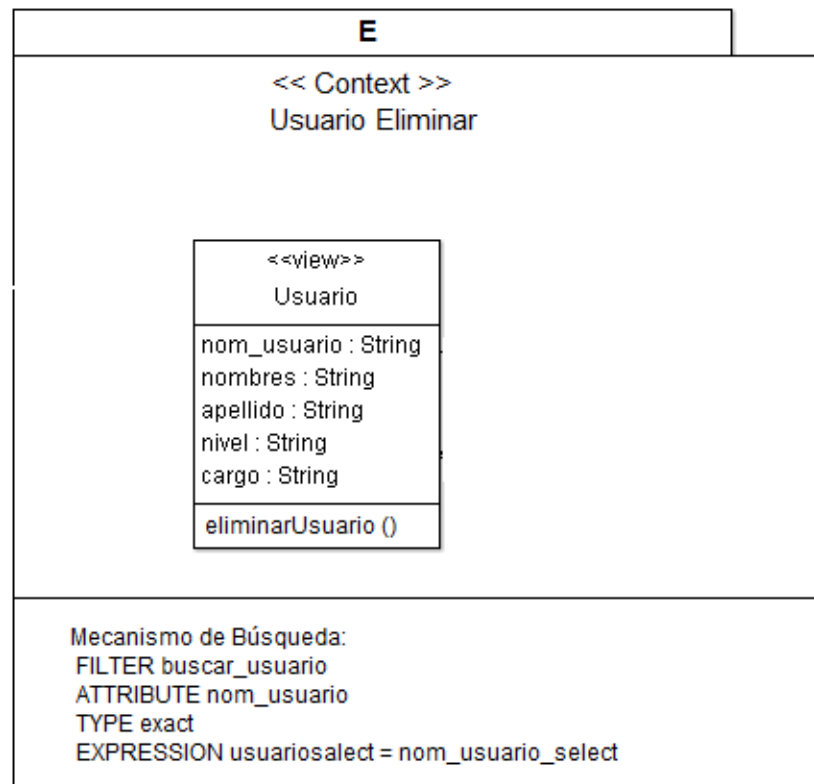 E
<< Context >>
Usuario Eliminar
<<view>>
Usuario
nom_usuario : String
nombres : String
apellido : String
nivel : String
cargo : String
eliminarUsuario ()
Mecanismo de Búsqueda:
FILTER buscar_usuario
ATTRIBUTE nom_usuario
TYPE exact
EXPRESSION usuariosalect = nom_usuario_select